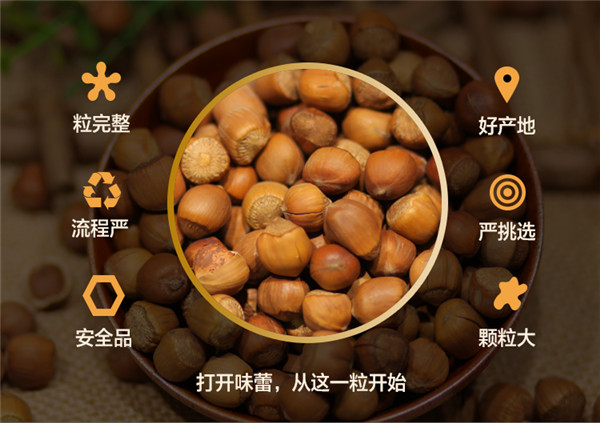 粒完整
好产地
流程严
严挑选
安全品
颗粒大
打开味蕾，从这一粒开始